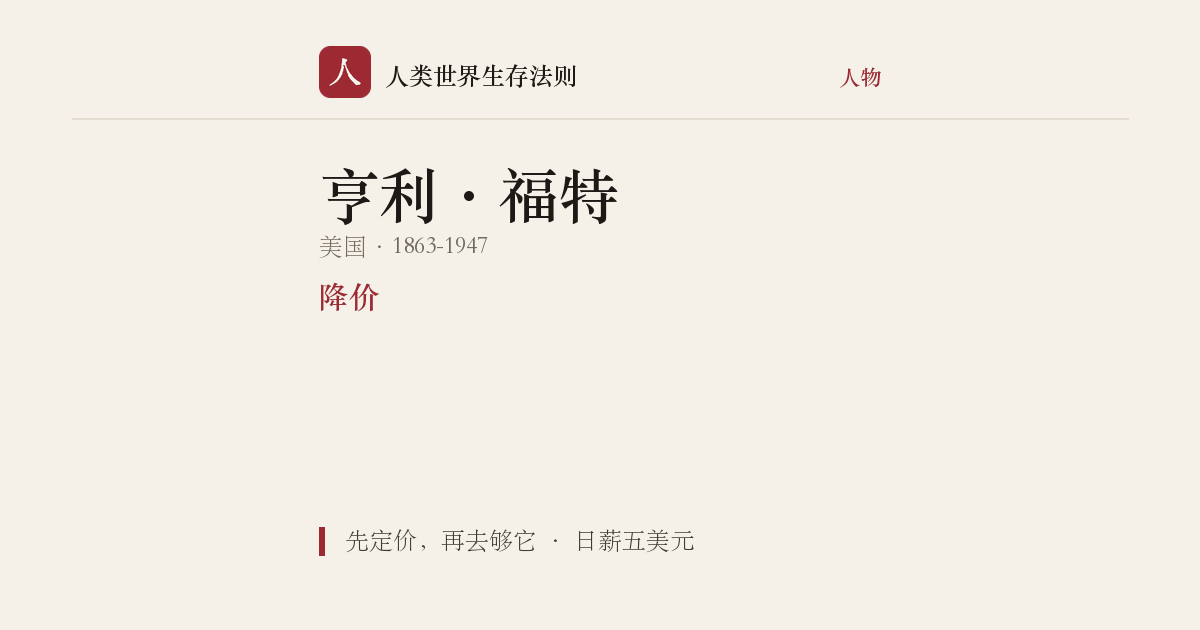 人 人类世界生存法则 人物
亨利·福特
美国 · 1863-1947
降价
先定价，再去够它 · 日薪五美元